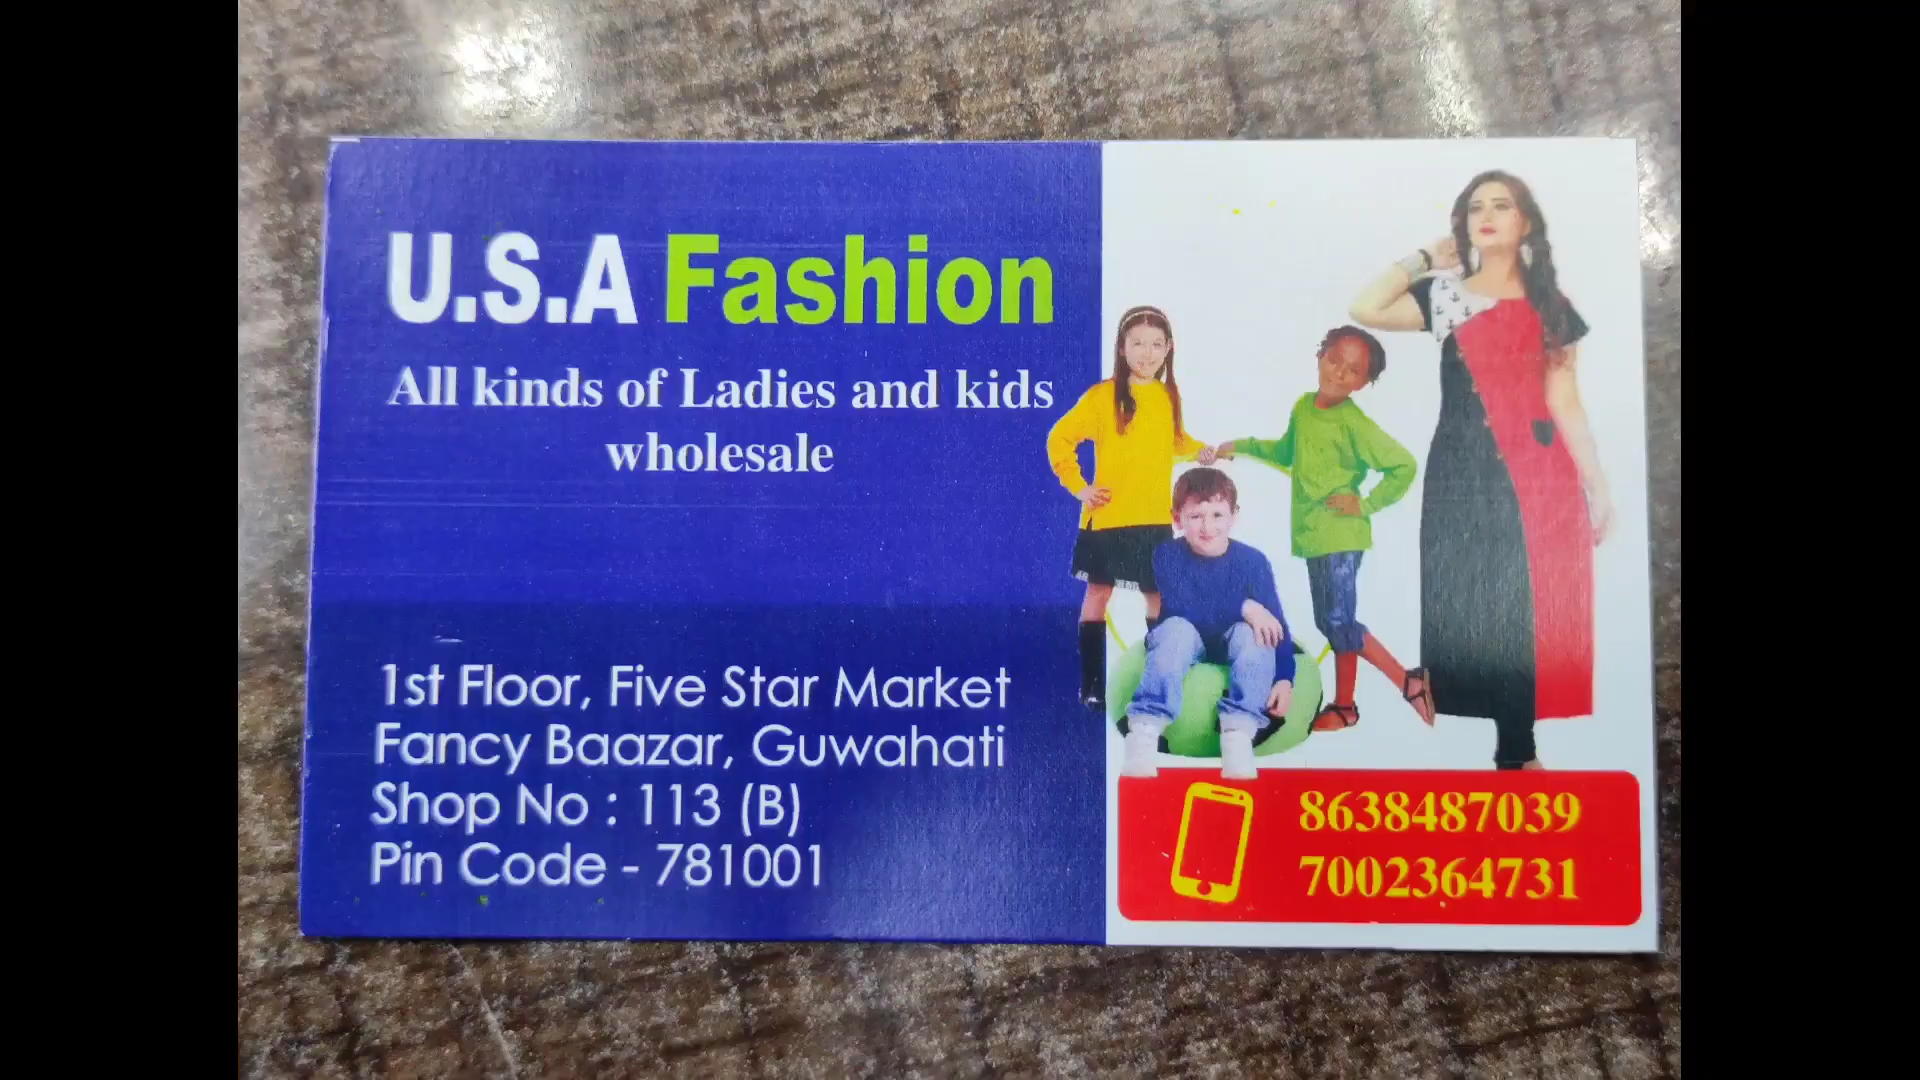 U.S.A Fashion
All kinds of Ladies and kids
wholesale
1st Floor, Five Star Market
Fancy Baazar, Guwahati
Shop No : 113 (B)
Pin Code - 781001
8638487039
7002364731